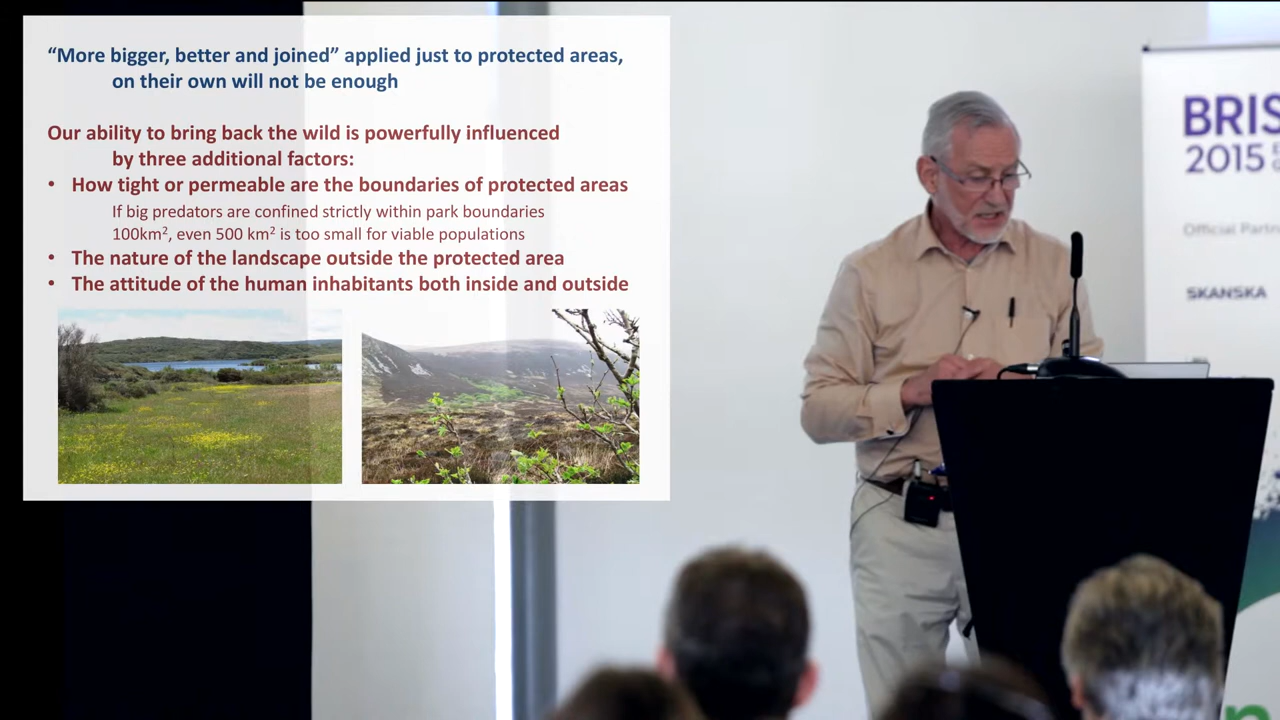 “More bigger, better and joined” applied just to protected areas,
on their own will not be enough
Our ability to bring back the wild is powerfully influenced
by three additional factors:
• How tight or permeable are the boundaries of protected areas
If big predators are confined strictly within park boundaries
100km², even 500 km² is too small for viable populations
• The nature of the landscape outside the protected area
• The attitude of the human inhabitants both inside and outside
BRIS
2015
Official Partn
SKANSKA